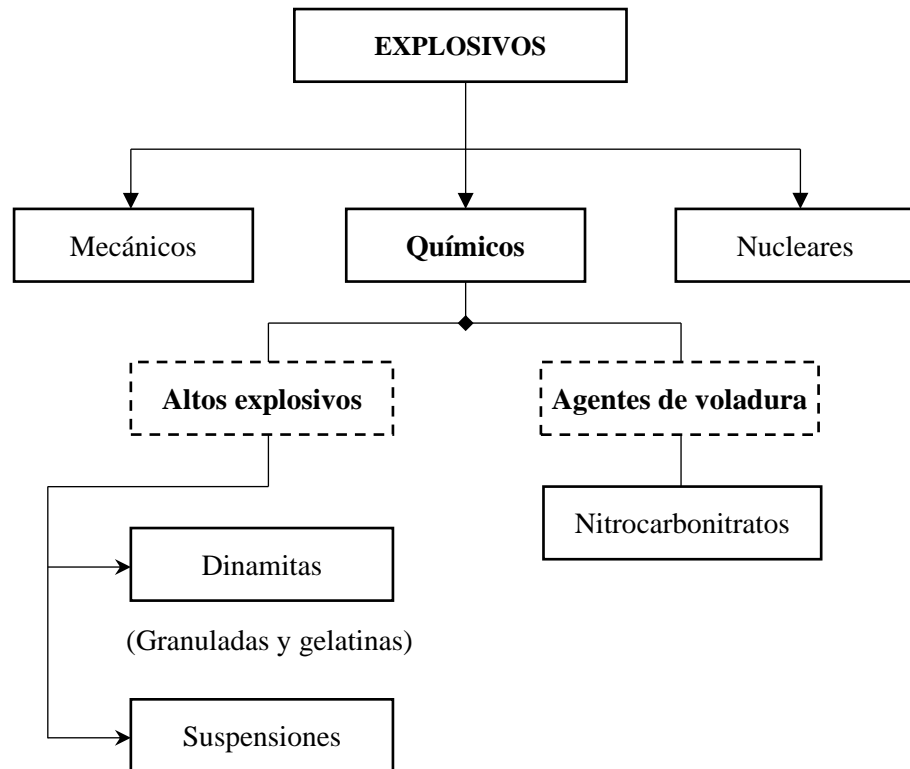 EXPLOSIVOS
Mecánicos
Químicos
Nucleares
Altos explosivos
Agentes de voladura
Nitrocarbonitratos
Dinamitas
(Granuladas y gelatinas)
Suspensiones